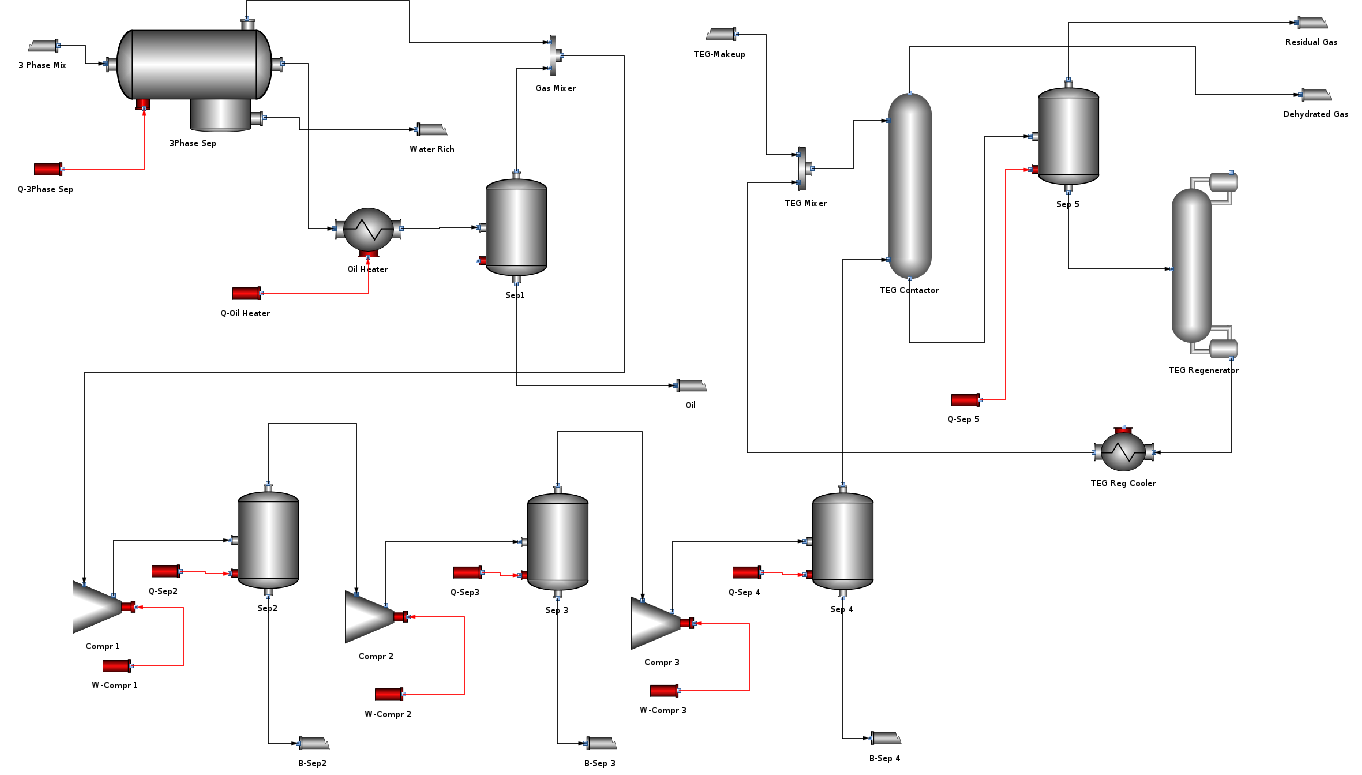 3 Phase Mix
3Phase Sep
Q-3Phase Sep
Water Rich
Gas Mixer
Oil Heater
Q-Oil Heater
Sep1
Oil
TEG-Makeup
TEG Mixer
TEG Contactor
Residual Gas
Dehydrated Gas
Sep 5
Q-Sep 5
TEG Regenerator
TEG Reg Cooler
Compr 1
W-Compr 1
Q-Sep2
Sep2
B-Sep2
Compr 2
W-Compr 2
Q-Sep3
Sep 3
B-Sep 3
Compr 3
W-Compr 3
Q-Sep 4
Sep 4
B-Sep 4